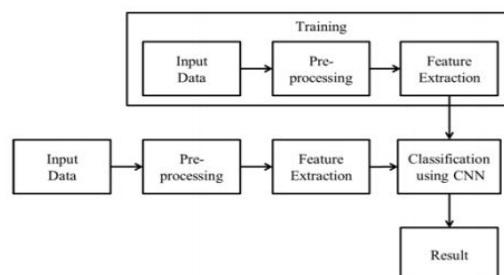 Training
Input
Data
Pre-
processing
Feature
Extraction
Input
Data
Pre-
processing
Feature
Extraction
Classification
using CNN
Result